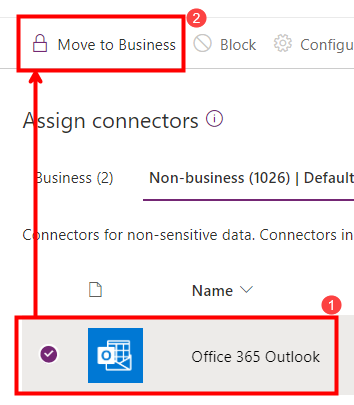 2
Move to Business Block Configu
Assign connectors
Business (2) Non-business (1026) | Default
Connectors for non-sensitive data. Connectors in
Name
1
Office 365 Outlook